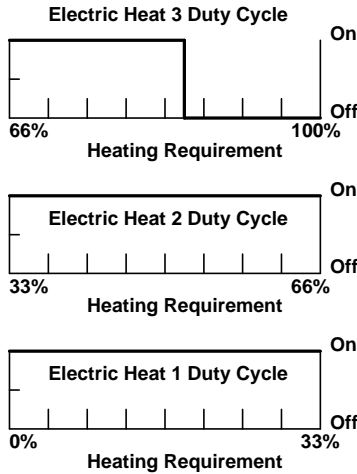 Electric Heat 3 Duty Cycle
On
Off
66% 100%
Heating Requirement
On
Electric Heat 2 Duty Cycle
Off
33% 66%
Heating Requirement
On
Electric Heat 1 Duty Cycle
Off
0% 33%
Heating Requirement